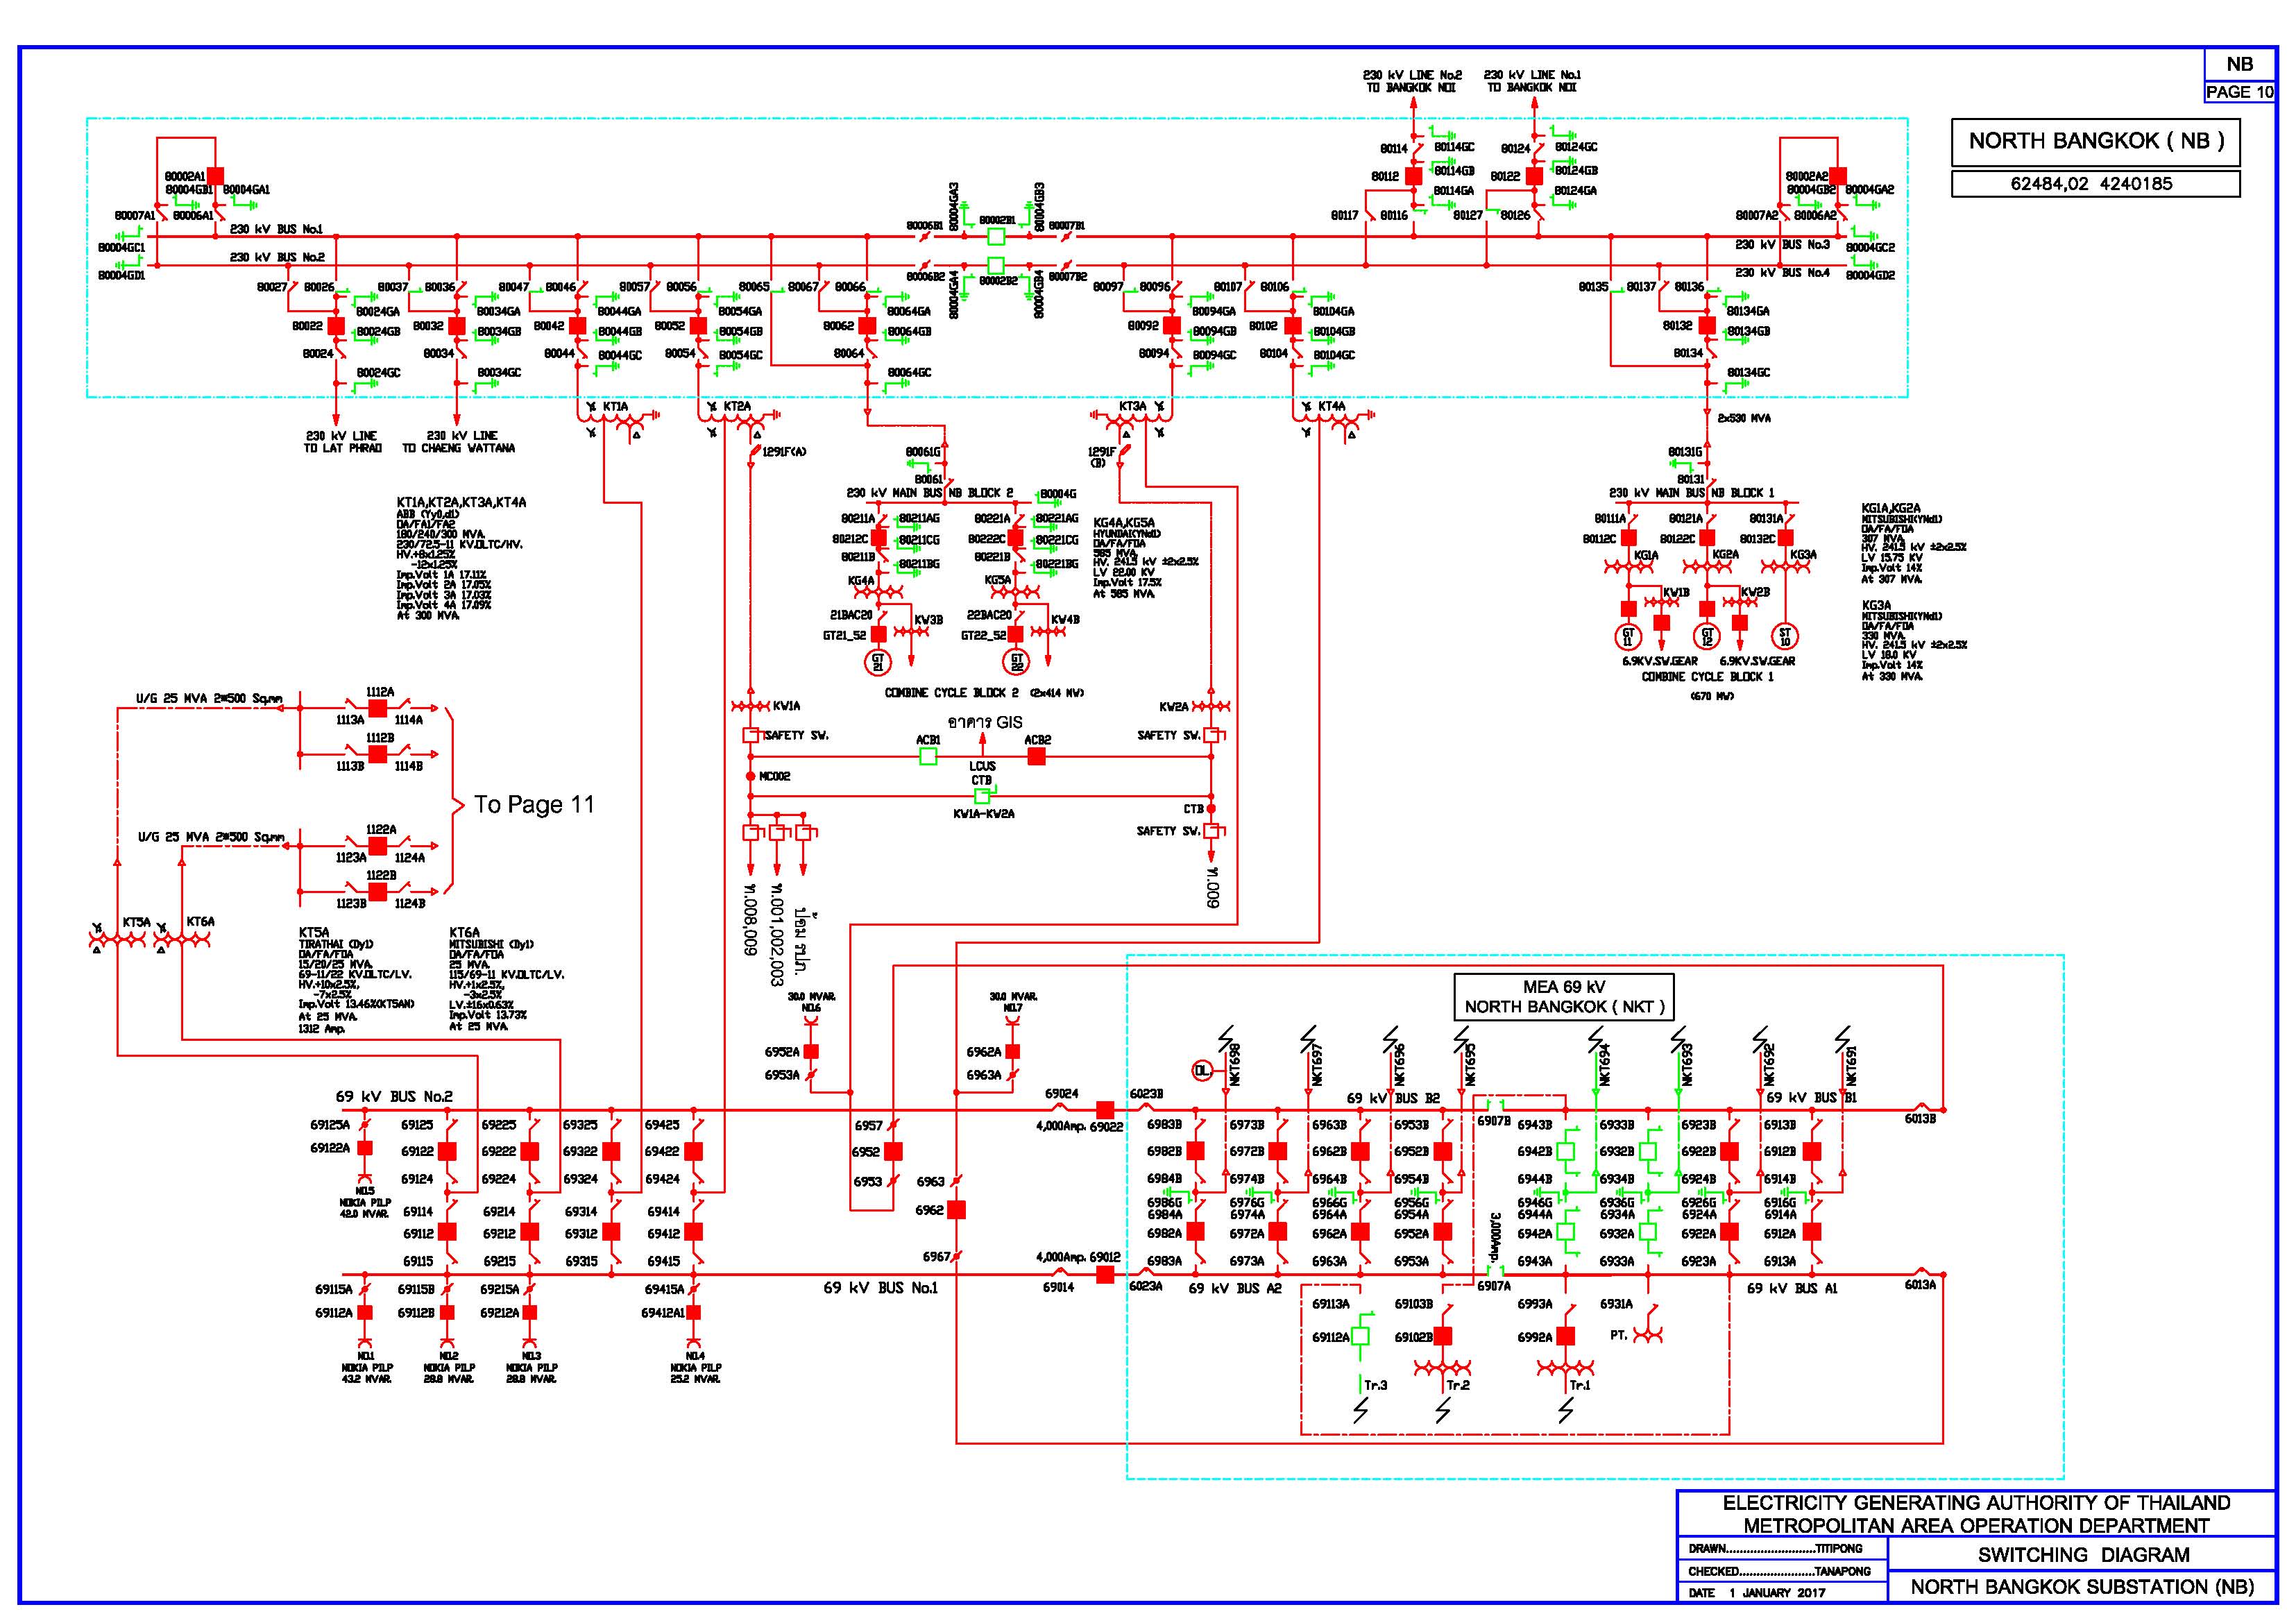 NB
PAGE 10
NORTH BANGKOK ( NB )
62484,02 4240185
230 kV LINE No.2
TO BANGKOK NOI
230 kV LINE No.1
TO BANGKOK NOI
80114
80114GC
80124
80124GC
80112
80114GB
80122
80124GB
80114GA
80124GA
80117
80116
80127
80126
80002A1
80004GB1
80004GA1
80007A1
80006A1
80004GC1
80004GD1
230 kV BUS No.1
230 kV BUS No.2
80004GA3
80002B1
80004GB3
80006B1
80007B1
80006B2
80007B2
80004GA4
80002B2
80004GB4
80002A2
80004GB2
80004GA2
80007A2
80006A2
230 kV BUS No.3
80004GC2
230 kV BUS No.4
80004GD2
80027
80026
80037
80036
80047
80046
80057
80056
80065
80067
80066
80097
80096
80107
80106
80135
80137
80136
80024GA
80034GA
80044GA
80054GA
80064GA
80094GA
80104GA
80134GA
80022
80024GB
80032
80034GB
80042
80044GB
80052
80054GB
80062
80064GB
80092
80094GB
80102
80104GB
80132
80134GB
80024
80034
80044
80044GC
80054
80054GC
80064
80094
80094GC
80104
80104GC
80134
80024GC
80034GC
80064GC
80134GC
KT1A
KT2A
KT3A
KT4A
2x530 MVA
230 kV LINE
TO LAT PHRAO
230 kV LINE
TO CHAENG WATTANA
1291F(A)
1291F
(B)
80061G
80061
230 kV MAIN BUS NB BLOCK 2
80004G
80211A
80211AG
80221A
80221AG
80212C
80211CG
80222C
80221CG
80211B
80211BG
80221B
80221BG
KG4A
KG5A
21BAC20
KW3B
22BAC20
KW4B
GT21_52
GT22_52
GT
21
GT
22
COMBINE CYCLE BLOCK 2 (2x414 MW)
KG4A,KG5A
HYUNDAI(YNd1)
OA/FA/FOA
585 MVA.
HV. 241.5 kV ±2x2.5%
LV 22.00 KV
Imp.Volt 17.5%
At 585 MVA.
80131G
80131
230 kV MAIN BUS NB BLOCK 1
80111A
80121A
80131A
80112C
80122C
80132C
KG1A
KG2A
KG3A
KW1B
KW2B
GT
11
GT
12
ST
10
6.9KV.SW.GEAR
6.9KV.SW.GEAR
COMBINE CYCLE BLOCK 1
(670 MW)
KG1A,KG2A
MITSUBISHI(YNd1)
OA/FA/FOA
307 MVA.
HV. 241.5 kV ±2x2.5%
LV 15.75 KV
Imp.Volt 14%
At 307 MVA.
KG3A
MITSUBISHI(YNd1)
OA/FA/FOA
330 MVA.
HV. 241.5 kV ±2x2.5%
LV 18.0 KV
Imp.Volt 14%
At 330 MVA.
KT1A,KT2A,KT3A,KT4A
ABB (Yy0,d1)
OA/FA1/FA2
180/240/300 MVA.
230/72.5-11 KV.OLTC/HV.
HV.+8x1.25%
-12x1.25%
Imp.Volt 1A 17.11%
Imp.Volt 2A 17.05%
Imp.Volt 3A 17.03%
Imp.Volt 4A 17.09%
At 300 MVA.
U/G 25 MVA 2*500 Sq.mm
1112A
1113A
1114A
1112B
1113B
1114B
To Page 11
U/G 25 MVA 2*500 Sq.mm
1122A
1123A
1124A
1122B
1123B
1124B
KW1A
KW2A
อาคาร GIS
SAFETY SW.
ACB1
ACB2
SAFETY SW.
LCUS
MC002
CTB
KW1A-KW2A
CTB
SAFETY SW.
ท.008,009
ท.001,002,003
ป้อม รปภ.
ท.009
KT5A
KT6A
KT5A
TIRATHAI (Dy1)
OA/FA/FOA
15/20/25 MVA.
69-11/22 KV.OLTC/LV.
HV.+10x2.5%,
-7x2.5%
Imp.Volt 13.46%(KT5AN)
At 25 MVA.
1312 Amp.
KT6A
MITSUBISHI (Dy1)
OA/FA/FOA
25 MVA.
115/69-11 KV.OLTC/LV.
HV.+1x2.5%,
-3x2.5%
LV.±16x0.63%
Imp.Volt 13.73%
At 25 MVA.
30.0 MVAR.
NO.6
6952A
6953A
30.0 MVAR.
NO.7
6962A
6963A
MEA 69 kV
NORTH BANGKOK ( NKT )
OL.
NKT698
NKT697
NKT696
NKT695
NKT694
NKT693
NKT692
NKT691
69 kV BUS No.2
69024
6023B
69 kV BUS B2
69 kV BUS B1
4,000Amp. 69022
6907B
6013B
69125A
69125
69225
69325
69425
6957
6983B
6973B
6963B
6953B
6943B
6933B
6923B
6913B
69122A
69122
69222
69322
69422
6952
6982B
6972B
6962B
6952B
6942B
6932B
6922B
6912B
69124
69224
69324
69424
6953
6963
6984B
6974B
6964B
6954B
6944B
6934B
6924B
6914B
NO.5
NOKIA PILP
42.0 MVAR.
6986G
6976G
6966G
6956G
6946G
6936G
6926G
6916G
69114
69214
69314
69414
6962
6984A
6974A
6964A
6954A
6944A
6934A
6924A
6914A
69112
69212
69312
69412
6982A
6972A
6962A
6952A
3,000Amp.
6942A
6932A
6922A
6912A
69115
69215
69315
69415
6967
4,000Amp. 69012
6983A
6973A
6963A
6953A
6943A
6933A
6923A
6913A
69115A
69115B
69215A
69415A
69 kV BUS No.1
69014
6023A
69 kV BUS A2
6907A
69 kV BUS A1
6013A
69112A
69112B
69212A
69412A1
69113A
69103B
6993A
6931A
69112A
69102B
6992A
PT.
NO.1
NOKIA PILP
43.2 MVAR.
NO.2
NOKIA PILP
28.8 MVAR.
NO.3
NOKIA PILP
28.8 MVAR.
NO.4
NOKIA PILP
25.2 MVAR.
Tr.3
Tr.2
Tr.1
ELECTRICITY GENERATING AUTHORITY OF THAILAND
METROPOLITAN AREA OPERATION DEPARTMENT
DRAWN..........................TITIPONG
CHECKED......................TANAPONG
DATE 1 JANUARY 2017
SWITCHING DIAGRAM
NORTH BANGKOK SUBSTATION (NB)